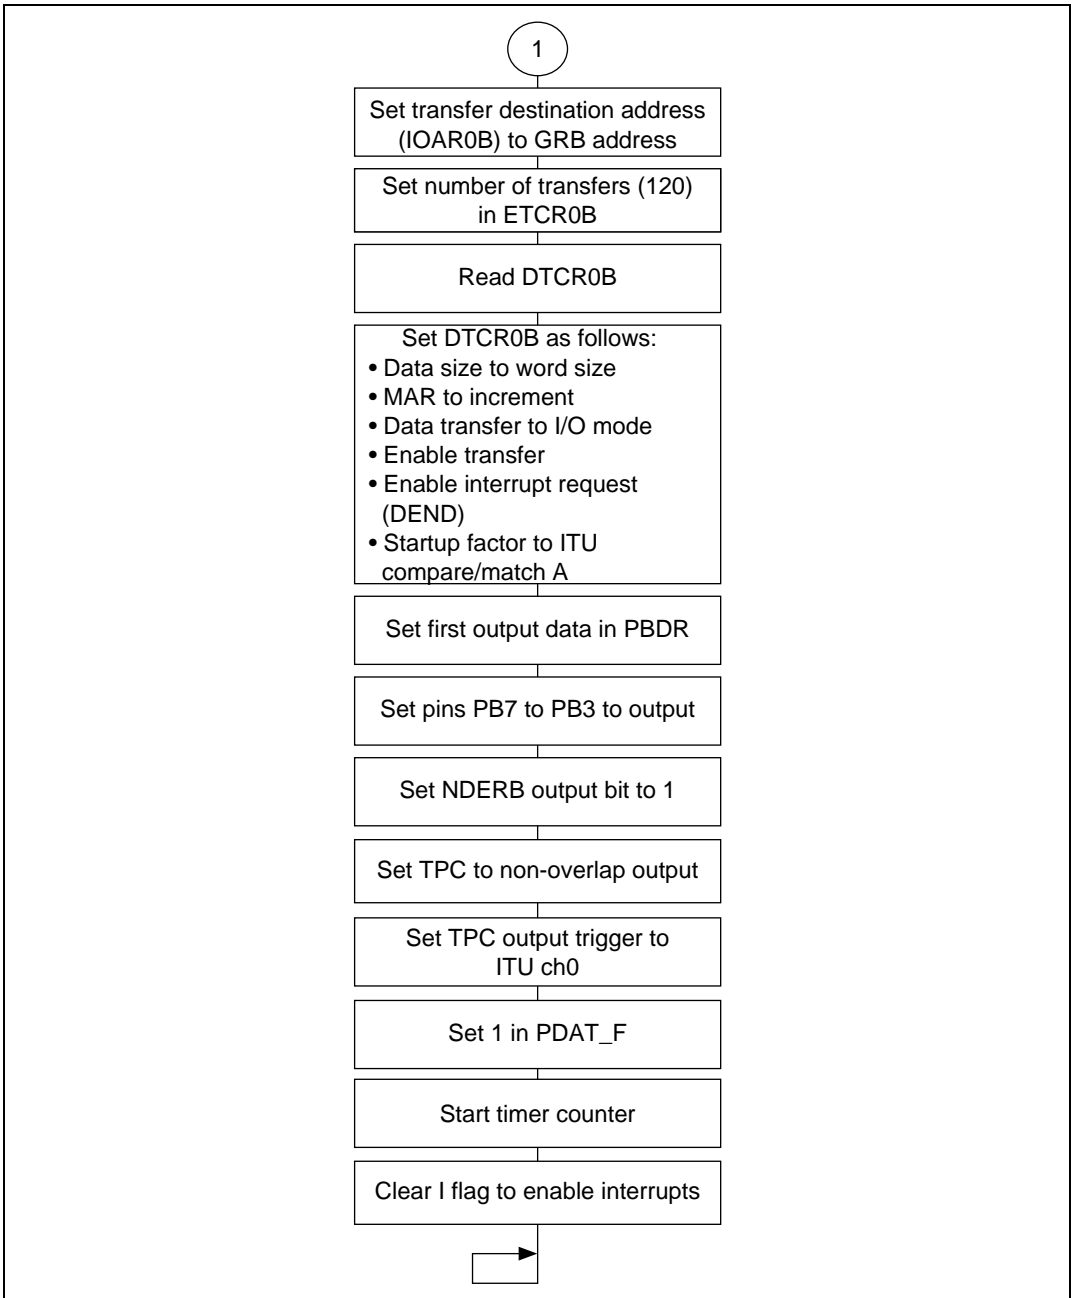 1
Set transfer destination address
(IOAR0B) to GRB address
Set number of transfers (120)
in ETCR0B
Read DTCR0B
Set DTCR0B as follows:
• Data size to word size
• MAR to increment
• Data transfer to I/O mode
• Enable transfer
• Enable interrupt request
(DEND)
• Startup factor to ITU
compare/match A
Set first output data in PBDR
Set pins PB7 to PB3 to output
Set NDERB output bit to 1
Set TPC to non-overlap output
Set TPC output trigger to
ITU ch0
Set 1 in PDAT_F
Start timer counter
Clear I flag to enable interrupts